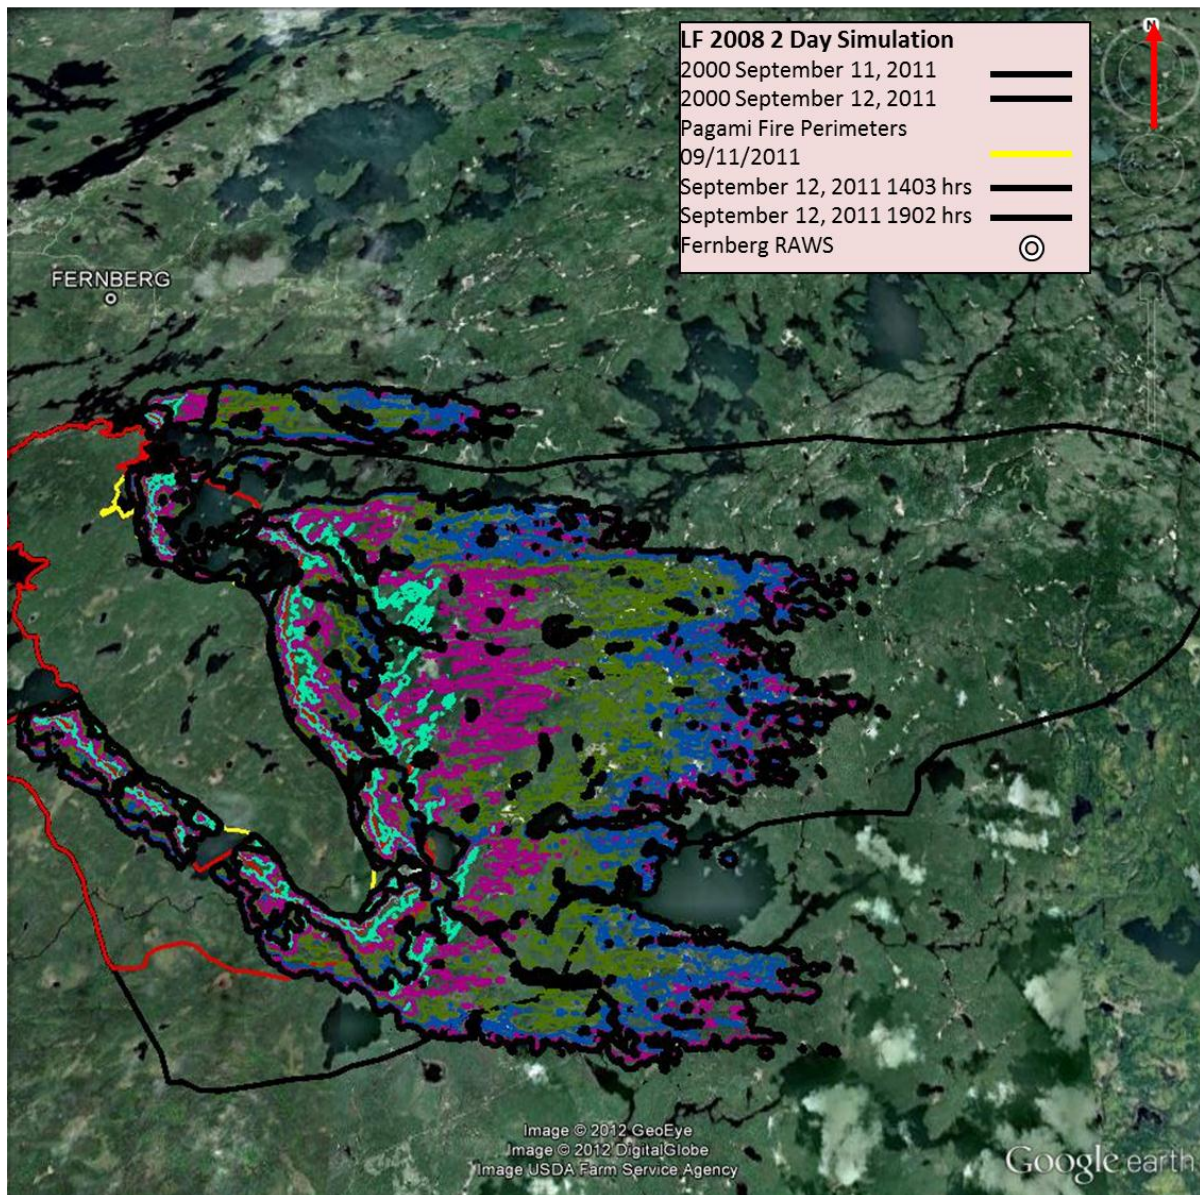 LF 2008 2 Day Simulation
2000 September 11, 2011
2000 September 12, 2011
Pagami Fire Perimeters
09/11/2011
September 12, 2011 1403 hrs
September 12, 2011 1902 hrs
Fernberg RAWS
N
FERNBERG
Image © 2012 GeoEye
Image © 2012 DigitalGlobe
Image USDA Farm Service Agency
Google earth